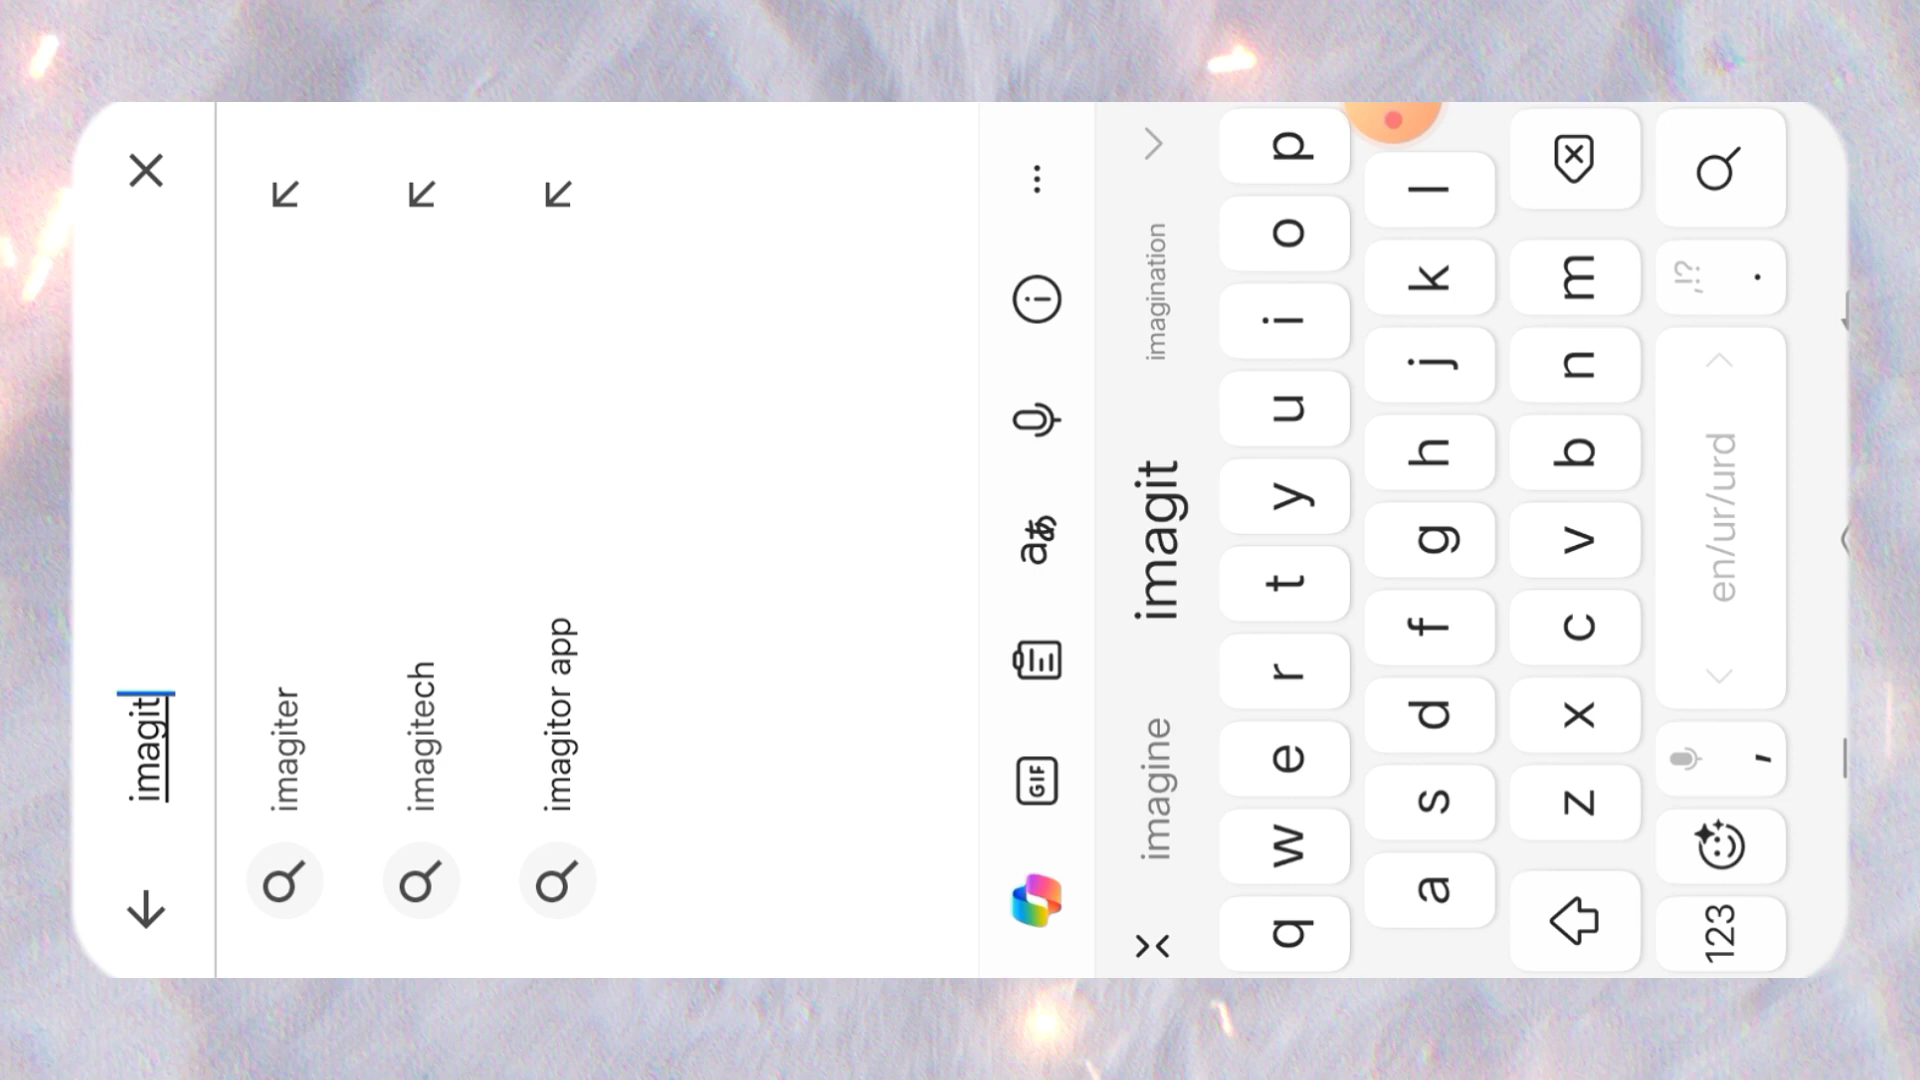 imagit
imagiter
imagitech
imagitor app
GIF aあ ...
imagine imagit imagination
q w e r t y u i o p
a s d f g h j k l
z x c v b n m
123 , en/ur/urd ,!? .